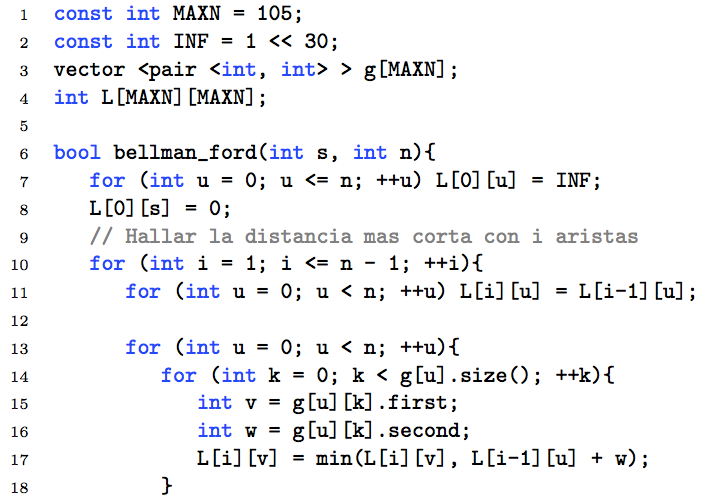 1 const int MAXN = 105;
2 const int INF = 1 << 30;
3 vector <pair <int, int> > g[MAXN];
4 int L[MAXN][MAXN];
5
6 bool bellman_ford(int s, int n){
7 for (int u = 0; u <= n; ++u) L[0][u] = INF;
8 L[0][s] = 0;
9 // Hallar la distancia mas corta con i aristas
10 for (int i = 1; i <= n - 1; ++i){
11 for (int u = 0; u < n; ++u) L[i][u] = L[i-1][u];
12
13 for (int u = 0; u < n; ++u){
14 for (int k = 0; k < g[u].size(); ++k){
15 int v = g[u][k].first;
16 int w = g[u][k].second;
17 L[i][v] = min(L[i][v], L[i-1][u] + w);
18 }